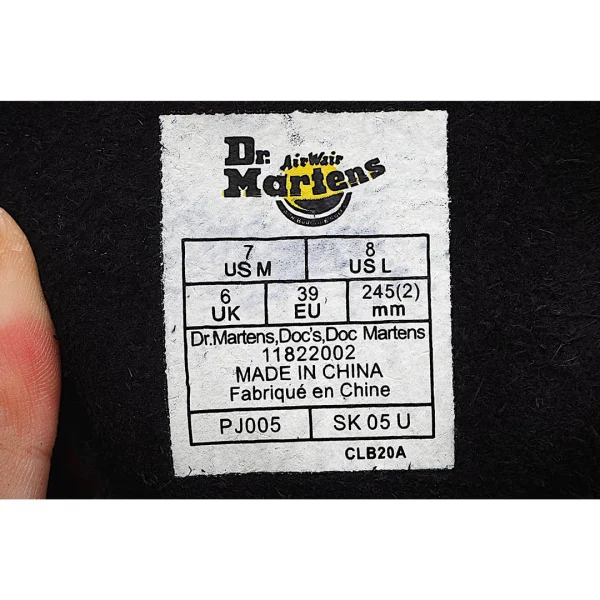 Dr.
AirWair
Martens
7
US M
8
US L
6
UK
39
EU
245(2)
mm
Dr.Martens,Doc's,Doc Martens
11822002
MADE IN CHINA
Fabriqué en Chine
PJ005
SK 05 U
CLB20A